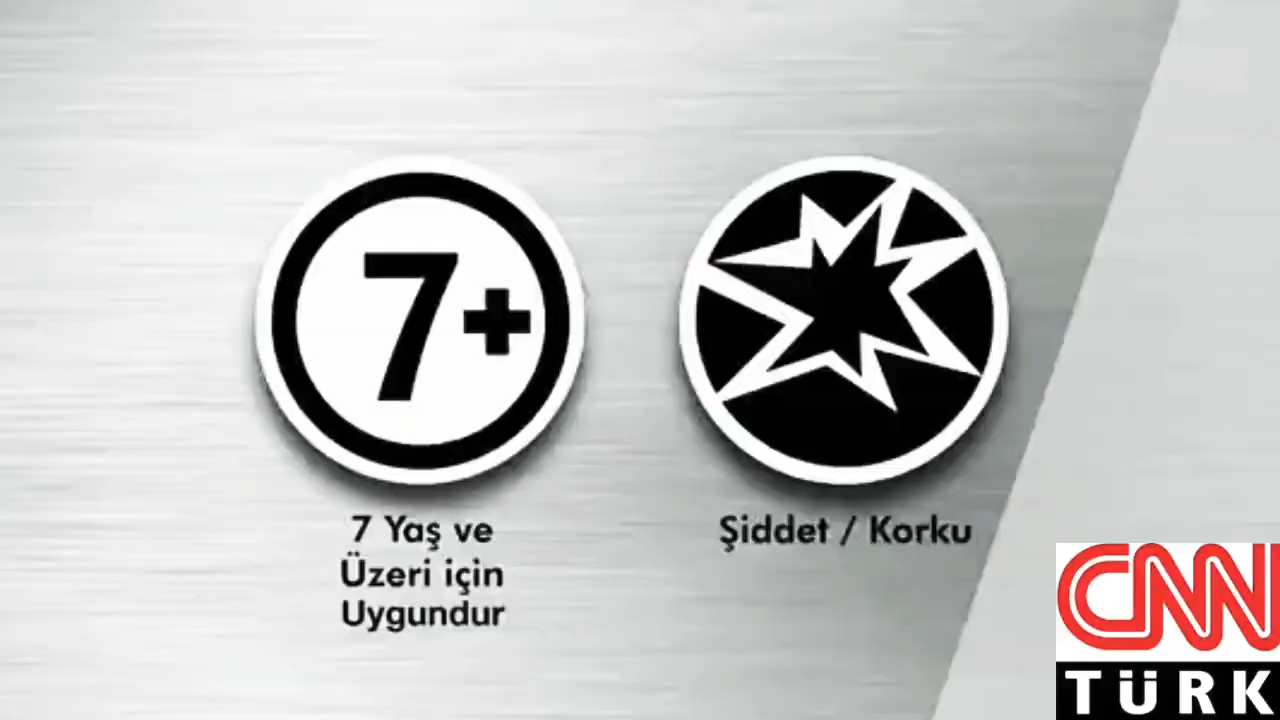 7+
7 Yaş ve
Üzeri için
Uygundur
Şiddet / Korku
CNN
TÜRK